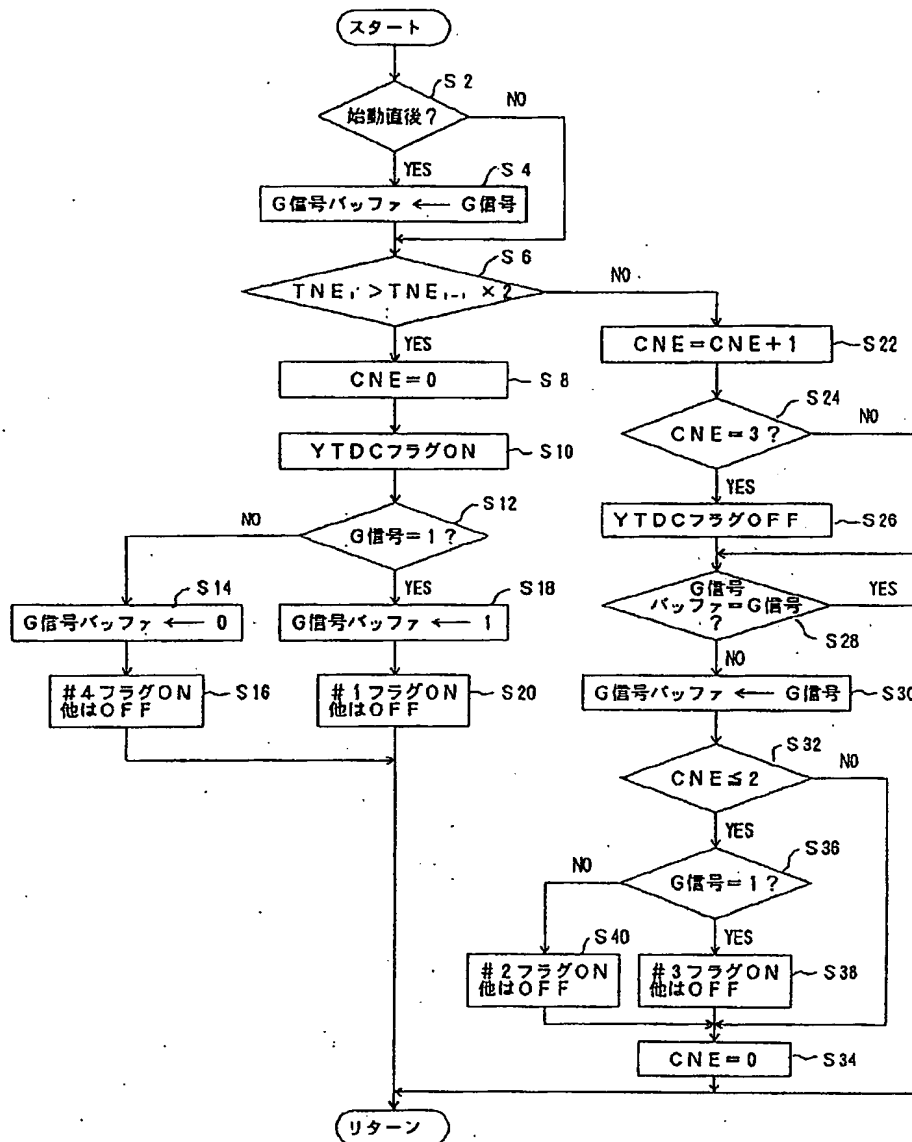 スタート
S2
始動直後?
NO
YES
S4
G信号バッファ ← G信号
S6
TNEi > TNEi-1 × 2
NO
YES
CNE=0
S8
YTDCフラグON
S10
S12
G信号=1?
NO
YES
S14
G信号バッファ ← 0
S18
G信号バッファ ← 1
#4フラグON
他はOFF
S16
#1フラグON
他はOFF
S20
CNE=CNE+1
S22
S24
CNE=3?
NO
YES
YTDCフラグOFF
S26
G信号
バッファ=G信号
?
YES
S28
NO
G信号バッファ ← G信号
S30
S32
CNE≦2
NO
YES
S36
G信号=1?
NO
YES
S40
#2フラグON
他はOFF
#3フラグON
他はOFF
S38
CNE=0
S34
リターン